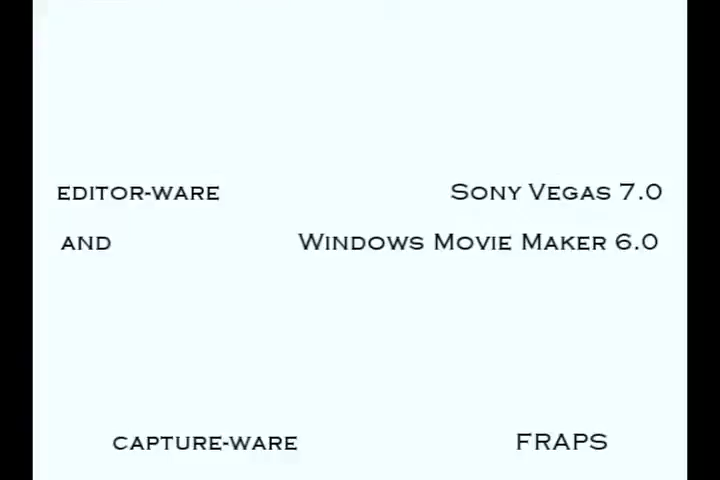 EDITOR-WARE SONY VEGAS 7.0
AND WINDOWS MOVIE MAKER 6.0
CAPTURE-WARE FRAPS